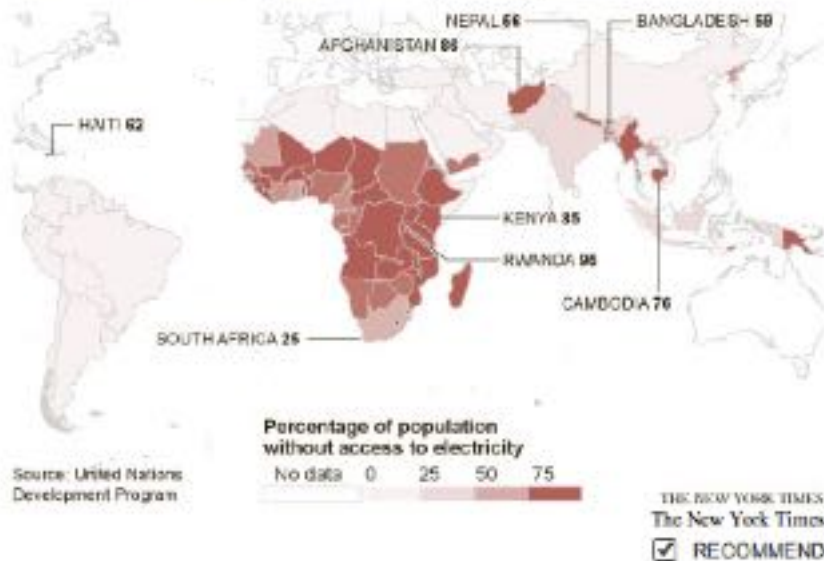 NEPAL 66
BANGLADESH 59
AFGHANISTAN 86
HAITI 62
KENYA 85
RWANDA 95
CAMBODIA 76
SOUTH AFRICA 25
Percentage of population
without access to electricity
No data 0 25 50 75
Source: United Nations
Development Program
THE NEW YORK TIMES
The New York Times
RECOMMEND